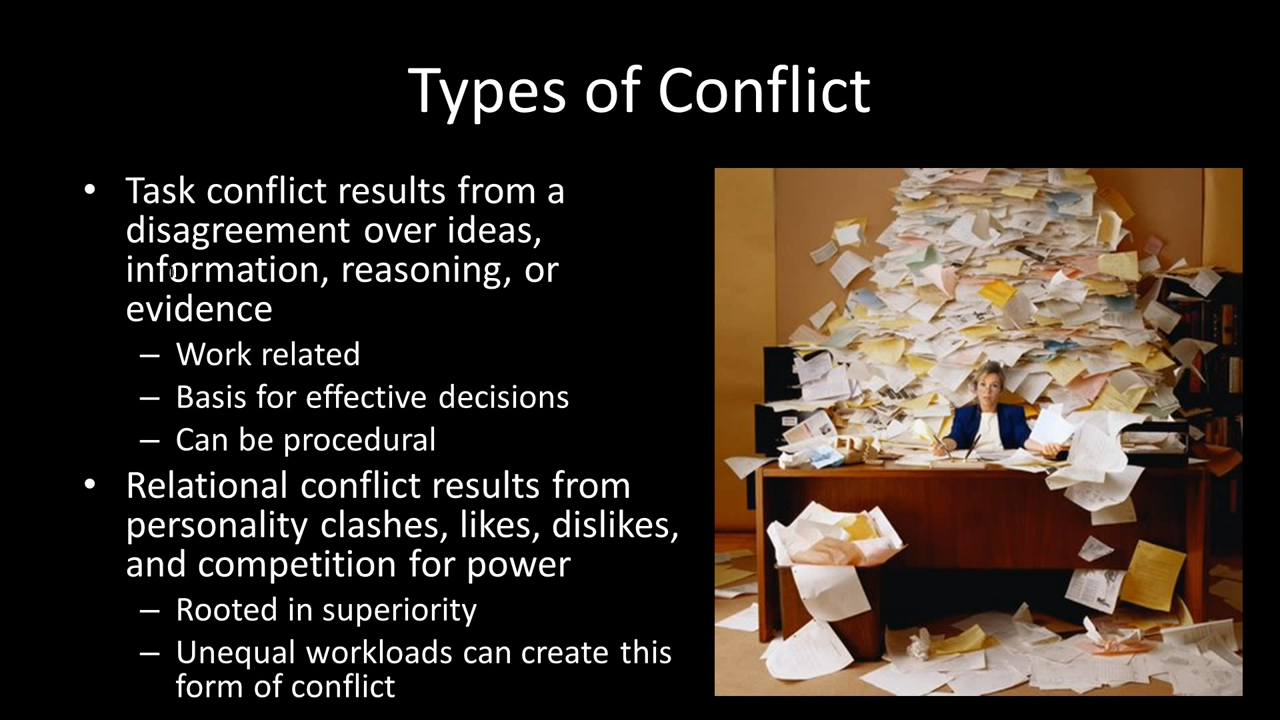 Types of Conflict
• Task conflict results from a
disagreement over ideas,
information, reasoning, or
evidence
– Work related
– Basis for effective decisions
– Can be procedural
• Relational conflict results from
personality clashes, likes, dislikes,
and competition for power
– Rooted in superiority
– Unequal workloads can create this
form of conflict